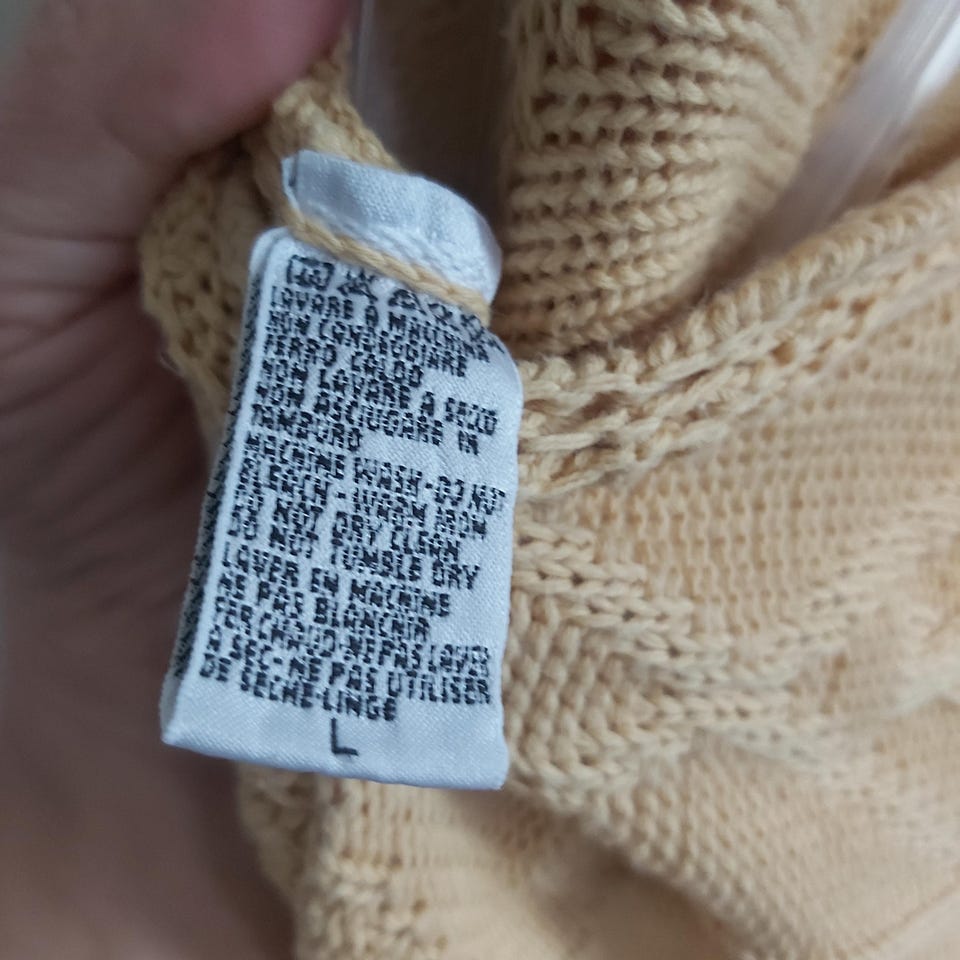 LAVARE A MACCHINA
NON CANDEGGIARE
FERRO CALDO
NON LAVARE A SECO
NON ASCIUGARE IN
TAMBURO
MACHINE WASH-DO NOT
BLEACH-WARM IRON
DO NOT DRY CLEAN
DO NOT TUMBLE DRY
LAVER EN MACHINE
NE PAS BLANCHIR
FER CHAUD-NE PAS LAVER
A SEC-NE PAS UTILISER
DE SECHE-LINGE
L